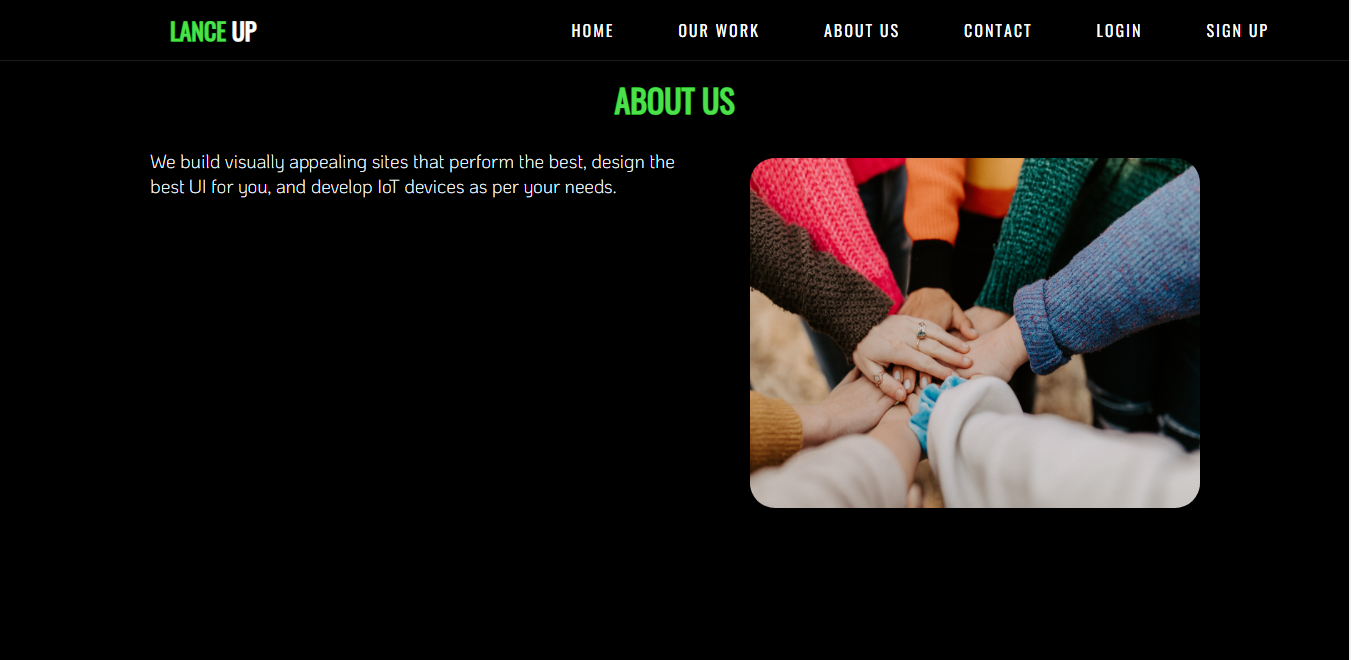 LANCE UP
HOME OUR WORK ABOUT US CONTACT LOGIN SIGN UP
ABOUT US
We build visually appealing sites that perform the best, design the
best UI for you, and develop IoT devices as per your needs.